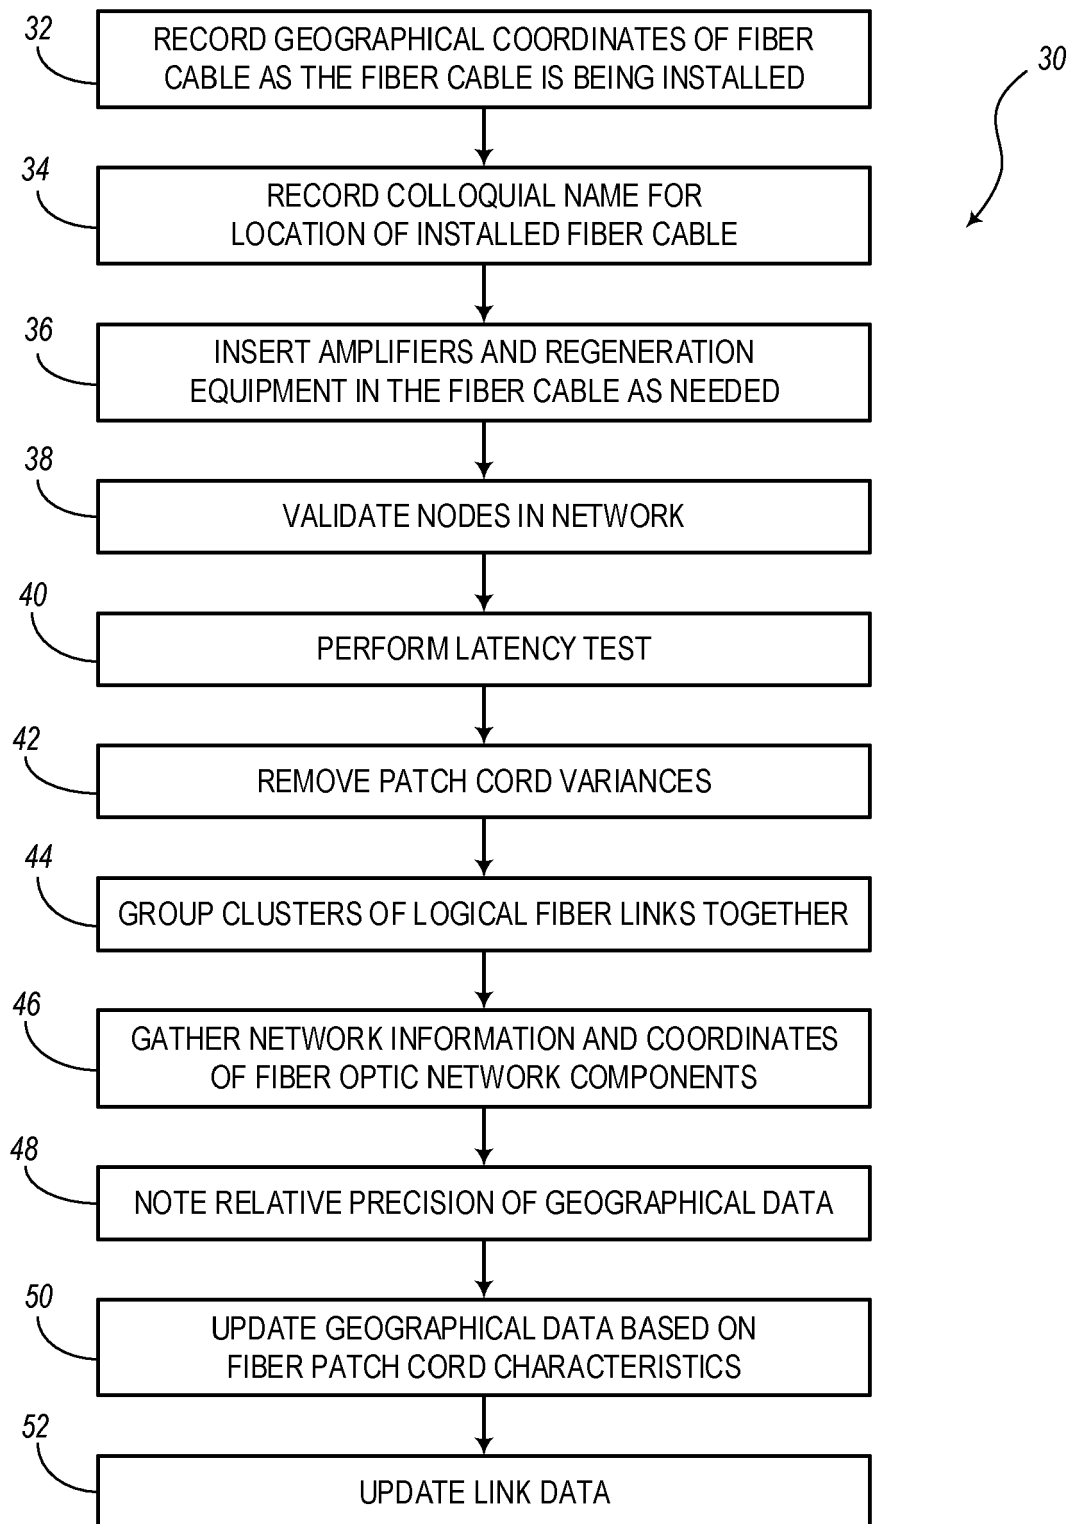 32
RECORD GEOGRAPHICAL COORDINATES OF FIBER
CABLE AS THE FIBER CABLE IS BEING INSTALLED
30
34
RECORD COLLOQUIAL NAME FOR
LOCATION OF INSTALLED FIBER CABLE
36
INSERT AMPLIFIERS AND REGENERATION
EQUIPMENT IN THE FIBER CABLE AS NEEDED
38
VALIDATE NODES IN NETWORK
40
PERFORM LATENCY TEST
42
REMOVE PATCH CORD VARIANCES
44
GROUP CLUSTERS OF LOGICAL FIBER LINKS TOGETHER
46
GATHER NETWORK INFORMATION AND COORDINATES
OF FIBER OPTIC NETWORK COMPONENTS
48
NOTE RELATIVE PRECISION OF GEOGRAPHICAL DATA
50
UPDATE GEOGRAPHICAL DATA BASED ON
FIBER PATCH CORD CHARACTERISTICS
52
UPDATE LINK DATA